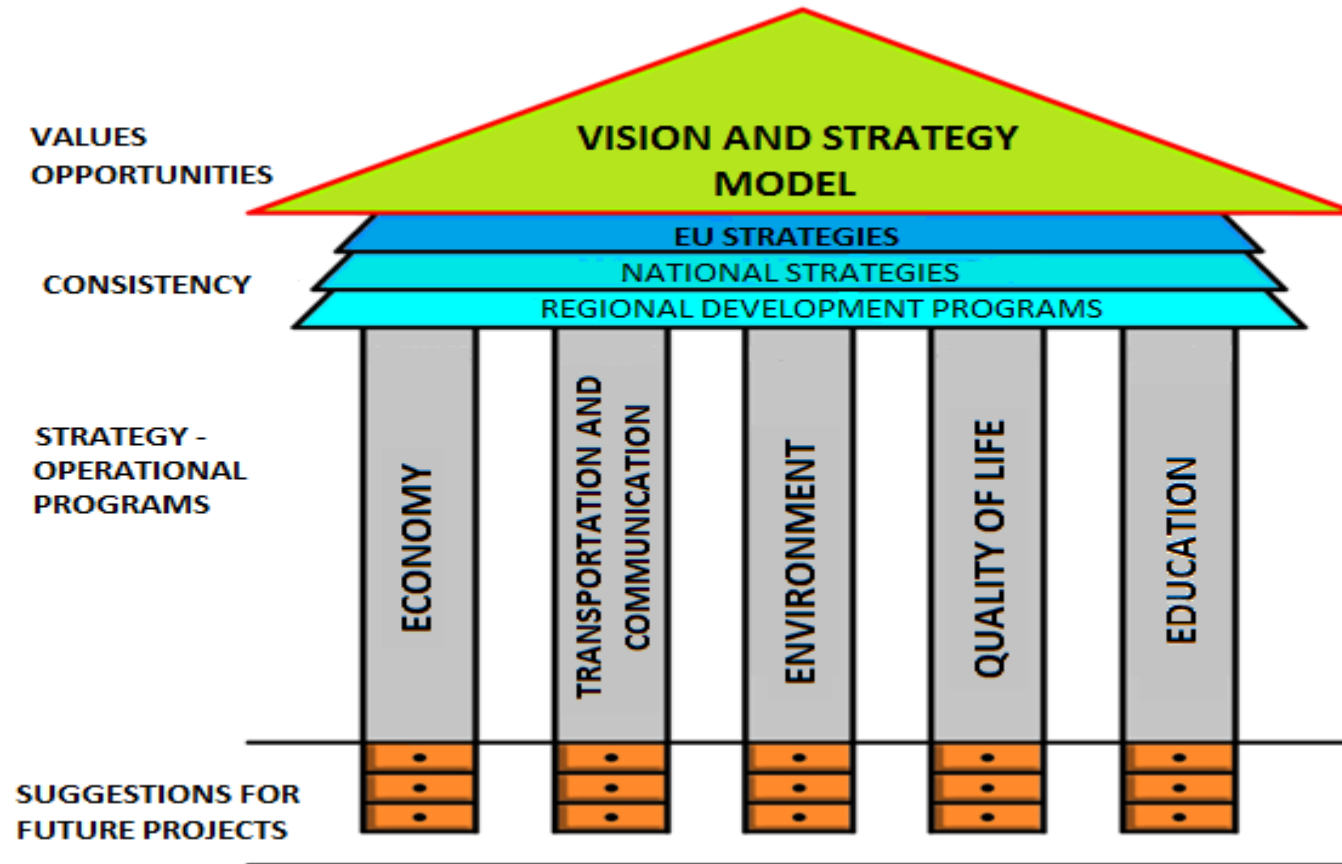 VALUES
OPPORTUNITIES
VISION AND STRATEGY
MODEL
EU STRATEGIES
CONSISTENCY
NATIONAL STRATEGIES
REGIONAL DEVELOPMENT PROGRAMS
STRATEGY -
OPERATIONAL
PROGRAMS
ECONOMY
TRANSPORTATION AND
COMMUNICATION
ENVIRONMENT
QUALITY OF LIFE
EDUCATION
SUGGESTIONS FOR
FUTURE PROJECTS